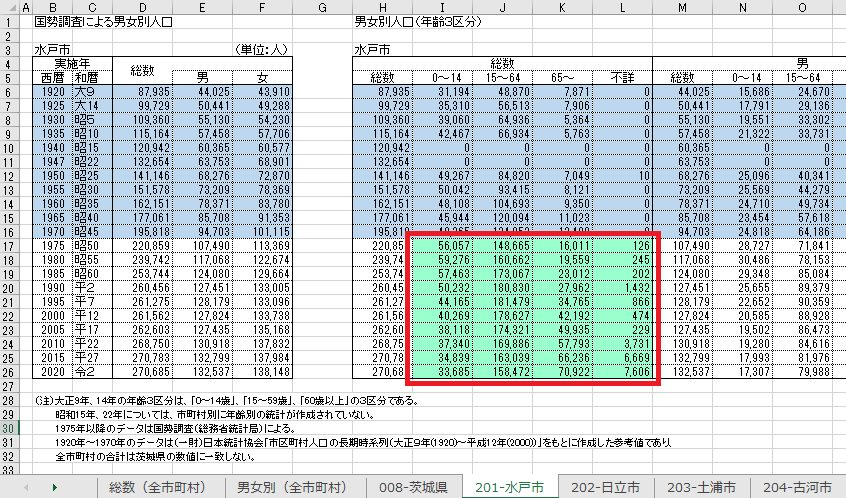 A B C D E F G H I J K L M N O
1 国勢調査による男女別人口 男女別人口（年齢３区分）
2
3 水戸市 （単位：人） 水戸市
4 実施年 総数 総数 男
5 西暦 和暦 男 女 総数 0～14 15～64 65～ 不詳 総数 0～14 15～64
6 1920 大9 87,935 44,025 43,910 87,935 31,194 48,870 7,871 0 44,025 15,686 24,670
7 1925 大14 99,729 50,441 49,288 99,729 35,310 56,513 7,906 0 50,441 17,791 29,136
8 1930 昭5 109,360 55,130 54,230 109,360 39,060 64,936 5,364 0 55,130 19,551 33,302
9 1935 昭10 115,164 57,458 57,706 115,164 42,467 66,934 5,763 0 57,458 21,322 33,731
10 1940 昭15 120,942 60,365 60,577 120,942 0 0 0 0 60,365 0 0
11 1947 昭22 132,654 63,753 68,901 132,654 0 0 0 0 63,753 0 0
12 1950 昭25 141,146 68,276 72,870 141,146 49,267 84,820 7,049 10 68,276 25,096 40,341
13 1955 昭30 151,578 73,209 78,369 151,578 50,042 93,415 8,121 0 73,209 25,569 44,279
14 1960 昭35 162,151 78,371 83,780 162,151 48,108 104,693 9,350 0 78,371 24,710 49,734
15 1965 昭40 177,061 85,708 91,353 177,061 45,944 120,094 11,023 0 85,708 23,454 57,618
16 1970 昭45 195,818 94,703 101,115 195,818 0 94,703 24,818 64,186
17 1975 昭50 220,859 107,490 113,369 220,85 56,057 148,665 16,011 126 107,490 28,727 71,841
18 1980 昭55 239,742 117,068 122,674 239,74 59,276 160,662 19,559 245 117,068 30,486 78,153
19 1985 昭60 253,744 124,080 129,664 253,74 57,463 173,067 23,012 202 124,080 29,348 85,084
20 1990 平2 260,456 127,451 133,005 260,45 50,232 180,830 27,962 1,432 127,451 25,655 89,379
21 1995 平7 261,275 128,179 133,096 261,27 44,165 181,479 34,765 866 128,179 22,662 90,359
22 2000 平12 261,562 127,824 133,738 261,56 40,269 178,627 42,192 474 127,824 20,585 88,928
23 2005 平17 262,603 127,435 135,168 262,60 38,118 174,321 49,935 229 127,435 19,502 86,473
24 2010 平22 268,750 130,918 137,832 268,75 37,340 169,886 57,793 3,731 130,918 19,280 84,616
25 2015 平27 270,783 132,799 137,984 270,78 34,839 163,039 66,236 6,669 132,799 17,993 81,976
26 2020 令2 270,685 132,537 138,148 270,68 33,685 158,472 70,922 7,606 132,537 17,307 79,988
27
28 （注）大正9年、14年の年齢３区分は、「0～14歳」、「15～59歳」、「60歳以上」の３区分である。
29 昭和15年、22年については、市町村別に年齢別の統計が作成されていない。
30 1975年以降のデータは国勢調査（総務省統計局）による。
31 1920年～1970年のデータは（一財）日本統計協会「市区町村人口の長期時系列（大正9年(1920)～平成12年(2000)）」をもとに作成した参考値であり、
32 全市町村の合計は茨城県の数値に一致しない。
33
総数（全市町村） 男女別（全市町村） 008-茨城県 201-水戸市 202-日立市 203-土浦市 204-古河市